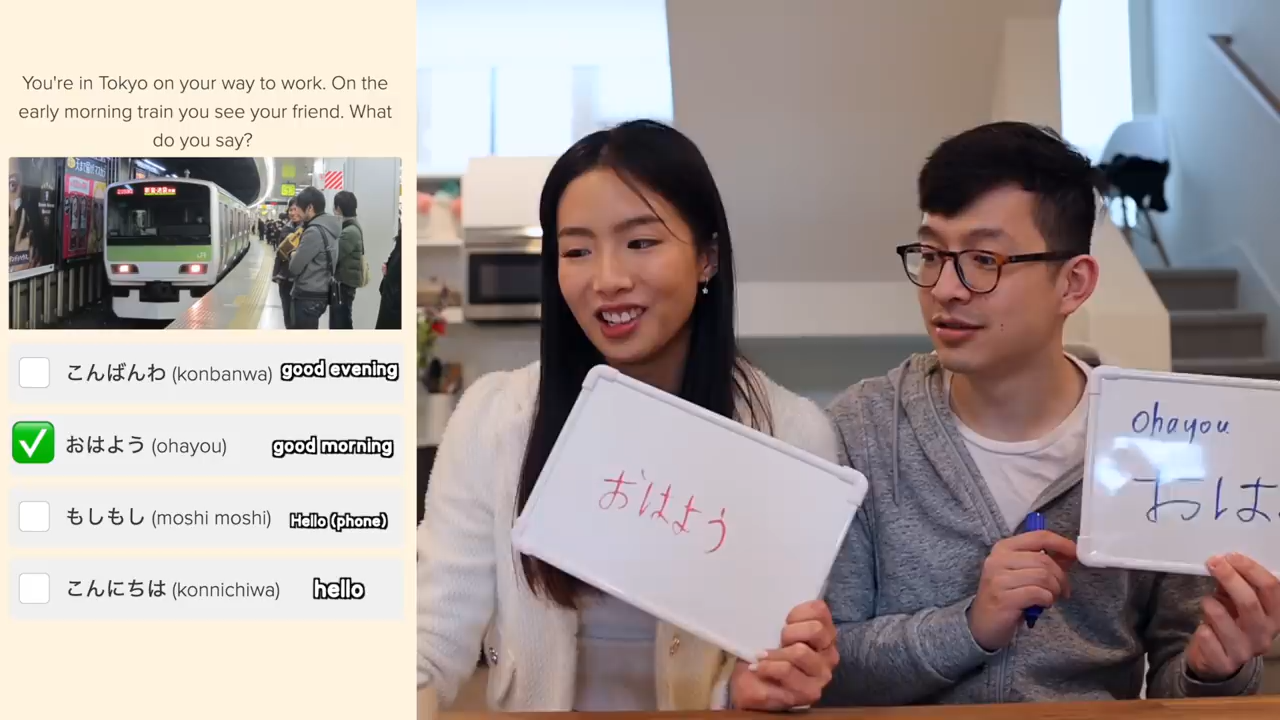 You're in Tokyo on your way to work. On the
early morning train you see your friend. What
do you say?
こんばんわ (konbanwa) good evening
おはよう (ohayou) good morning
もしもし (moshi moshi) Hello (phone)
こんにちは (konnichiwa) hello
おはよう
Ohayou
おは